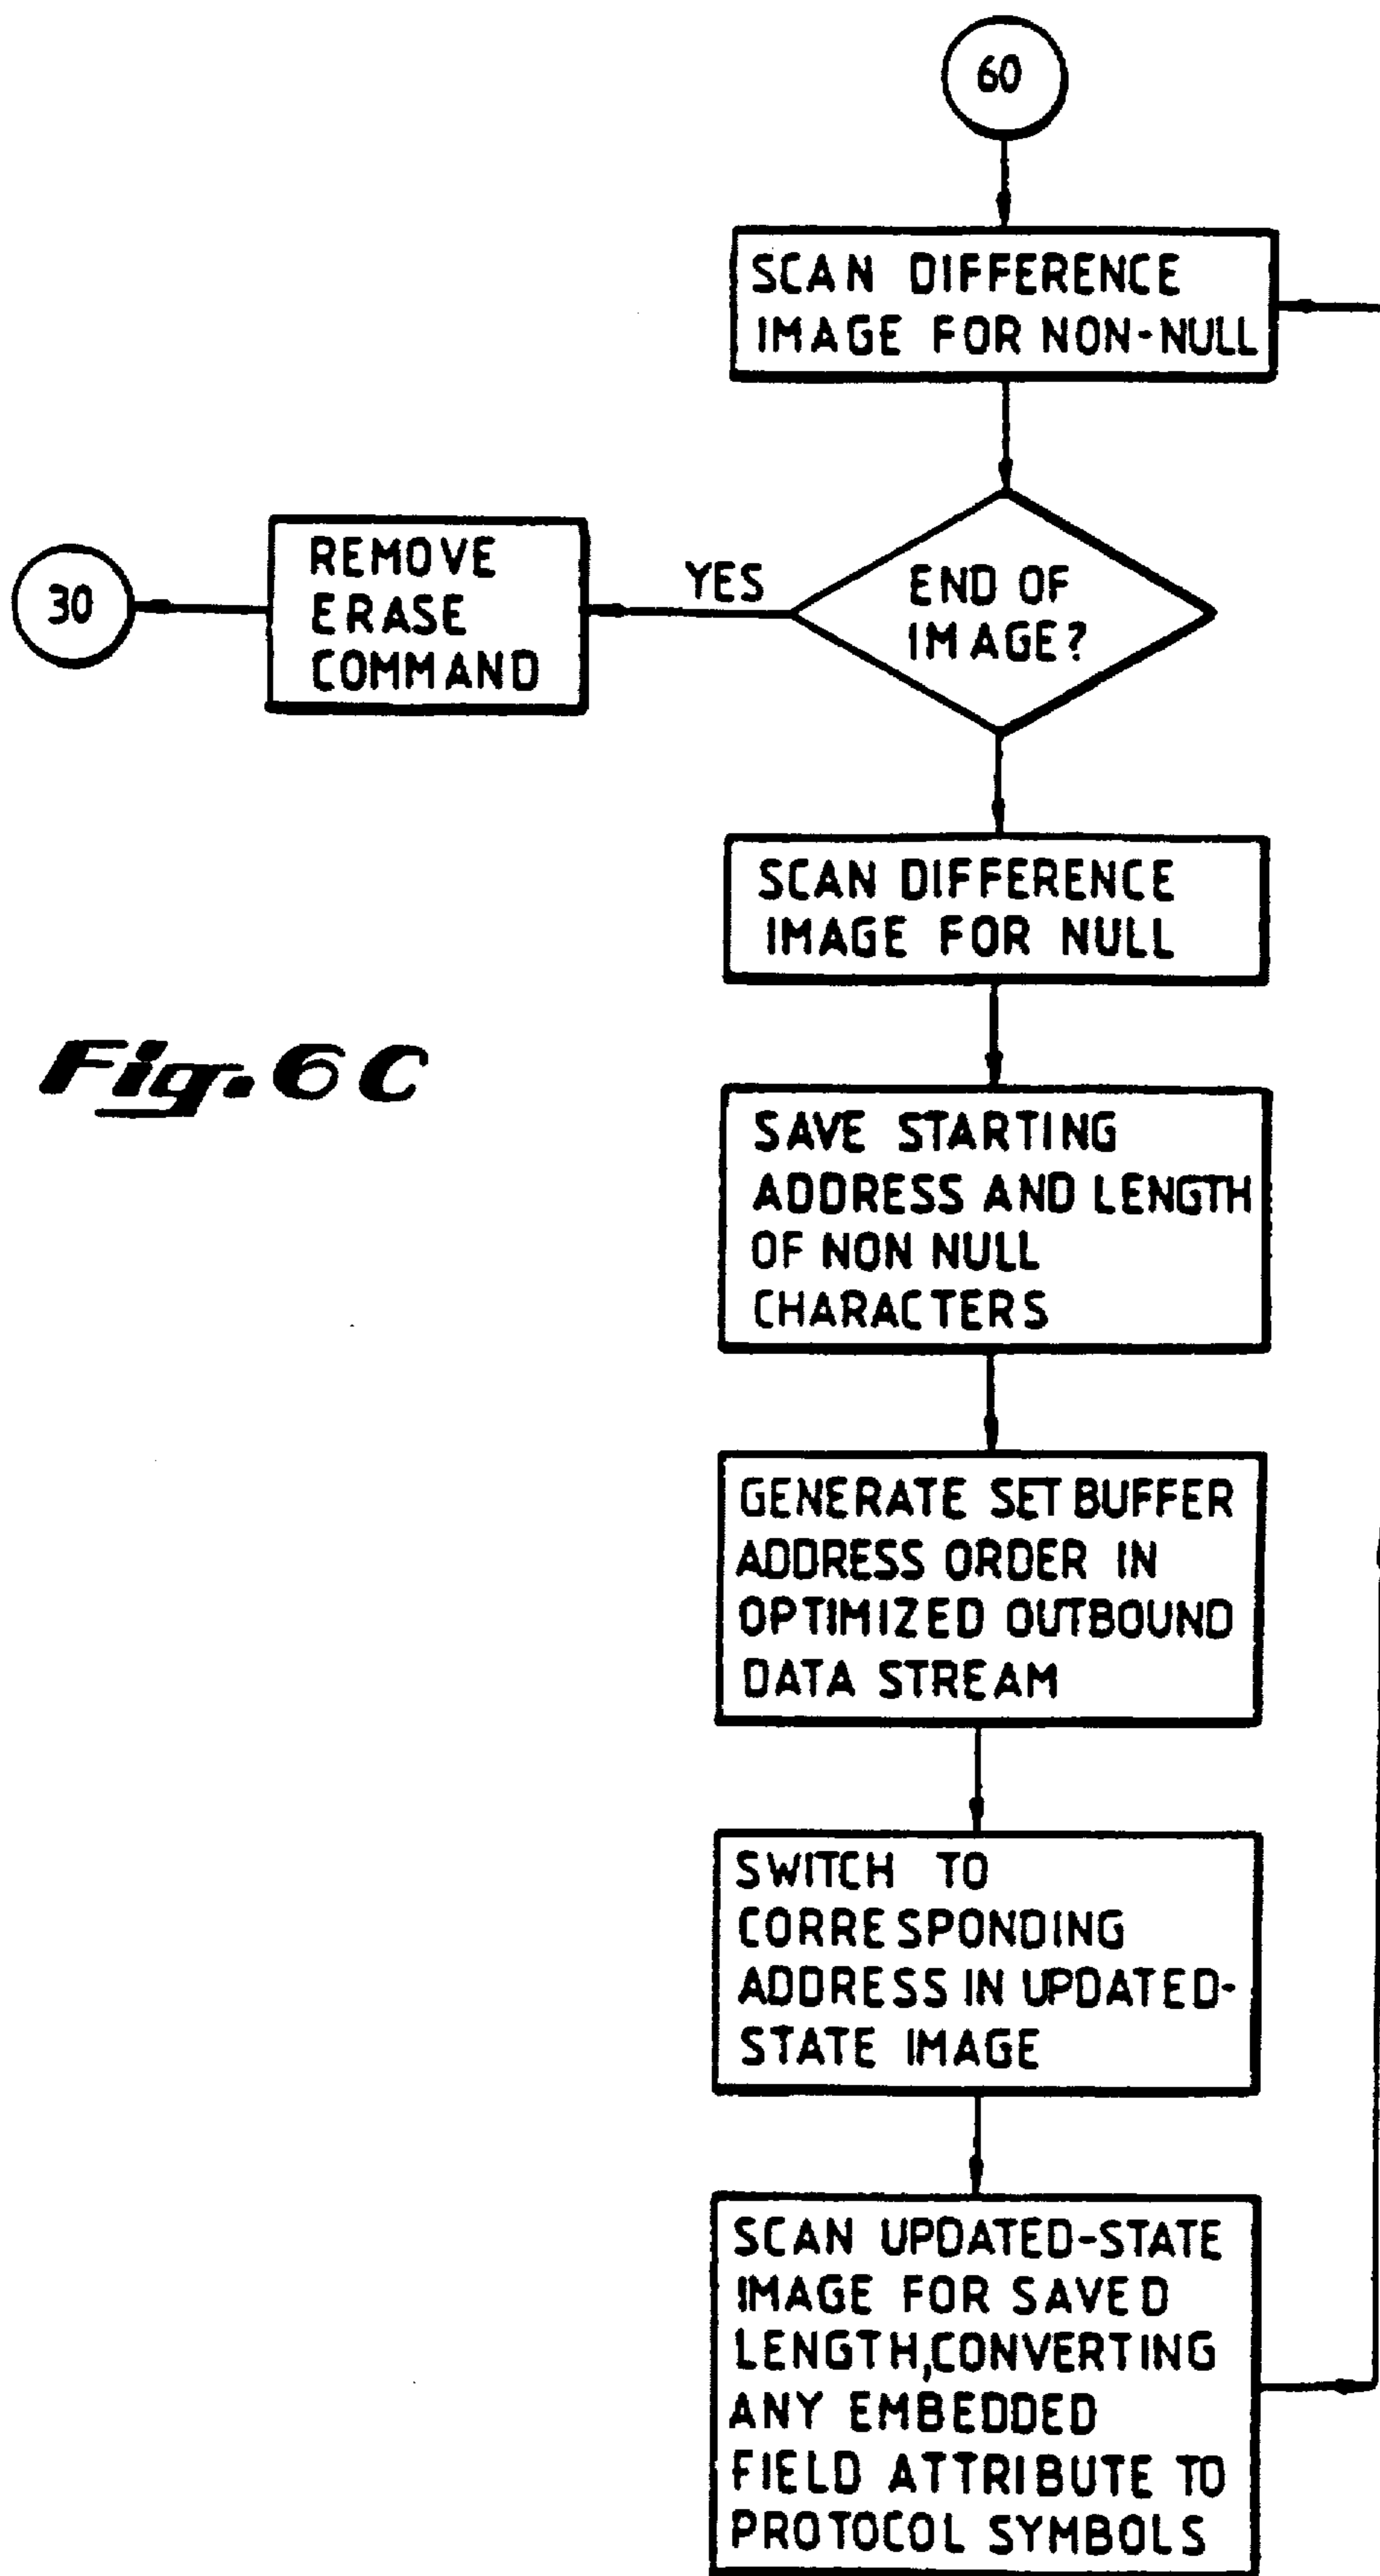 60
SCAN DIFFERENCE
IMAGE FOR NON-NULL
END OF
IMAGE?
YES
REMOVE
ERASE
COMMAND
30
SCAN DIFFERENCE
IMAGE FOR NULL
Fig. 6C
SAVE STARTING
ADDRESS AND LENGTH
OF NON NULL
CHARACTERS
GENERATE SET BUFFER
ADDRESS ORDER IN
OPTIMIZED OUTBOUND
DATA STREAM
SWITCH TO
CORRESPONDING
ADDRESS IN UPDATED-
STATE IMAGE
SCAN UPDATED-STATE
IMAGE FOR SAVED
LENGTH,CONVERTING
ANY EMBEDDED
FIELD ATTRIBUTE TO
PROTOCOL SYMBOLS